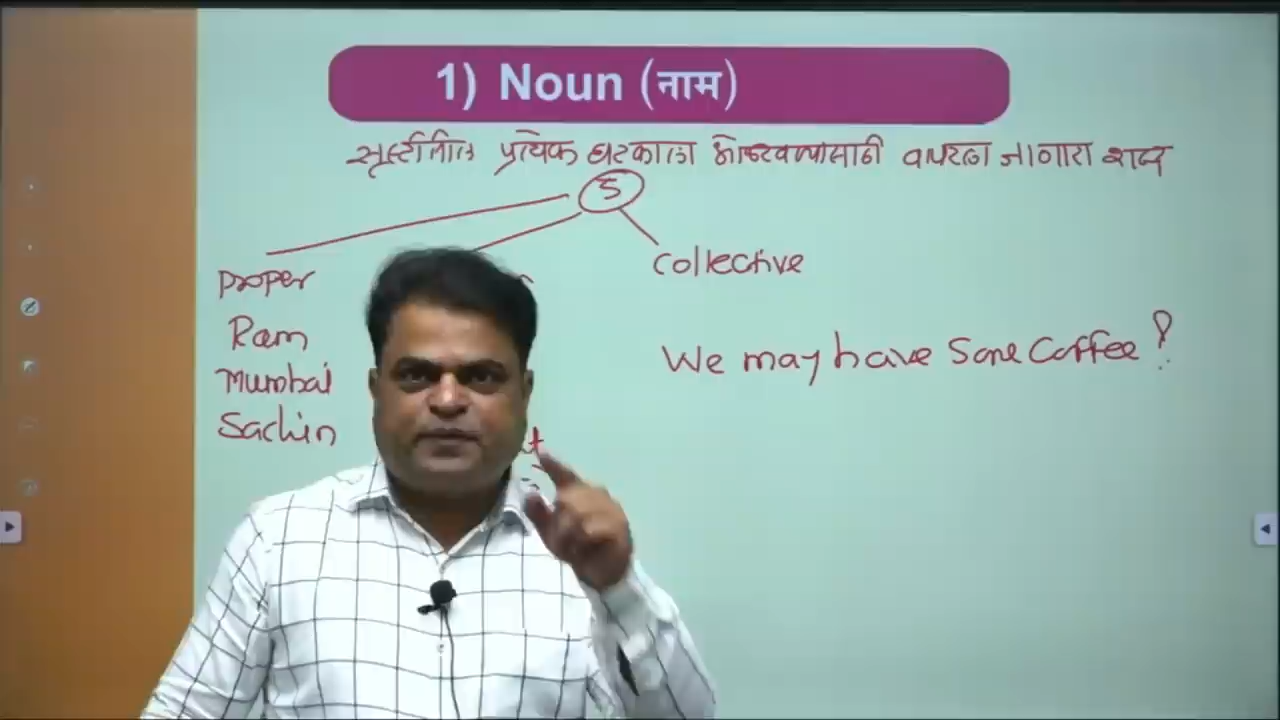 1) Noun (नाम)
सृष्टीतील प्रत्येक घटकाला ओळखण्यासाठी वापरला जाणारा शब्द
5
Proper
Collective
Ram
Mumbai
Sachin
We may have Some Coffee?